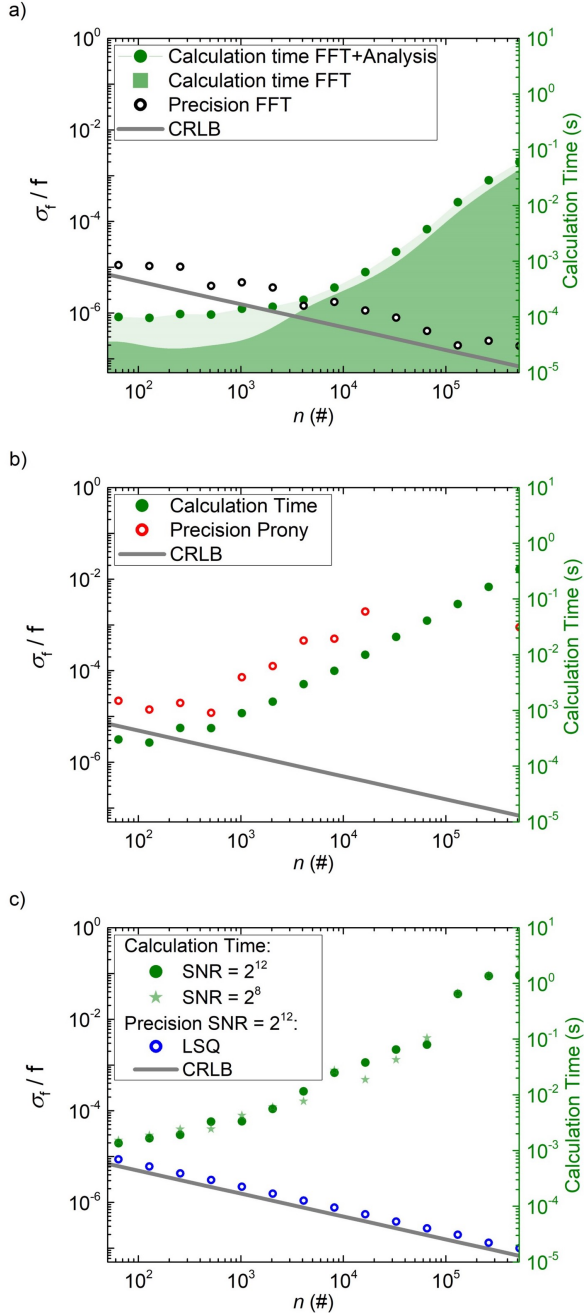 a)
Calculation time FFT+Analysis
Calculation time FFT
Precision FFT
CRLB
10^0
10^-2
10^-4
10^-6
σ_f / f
10^1
10^0
10^-1
10^-2
10^-3
10^-4
10^-5
Calculation Time (s)
10^2
10^3
10^4
10^5
n (#)
b)
Calculation Time
Precision Prony
CRLB
10^0
10^-2
10^-4
10^-6
σ_f / f
10^1
10^0
10^-1
10^-2
10^-3
10^-4
10^-5
Calculation Time (s)
10^2
10^3
10^4
10^5
n (#)
c)
Calculation Time:
SNR = 2^12
SNR = 2^8
Precision SNR = 2^12:
LSQ
CRLB
10^0
10^-2
10^-4
10^-6
σ_f / f
10^1
10^0
10^-1
10^-2
10^-3
10^-4
10^-5
Calculation Time (s)
10^2
10^3
10^4
10^5
n (#)